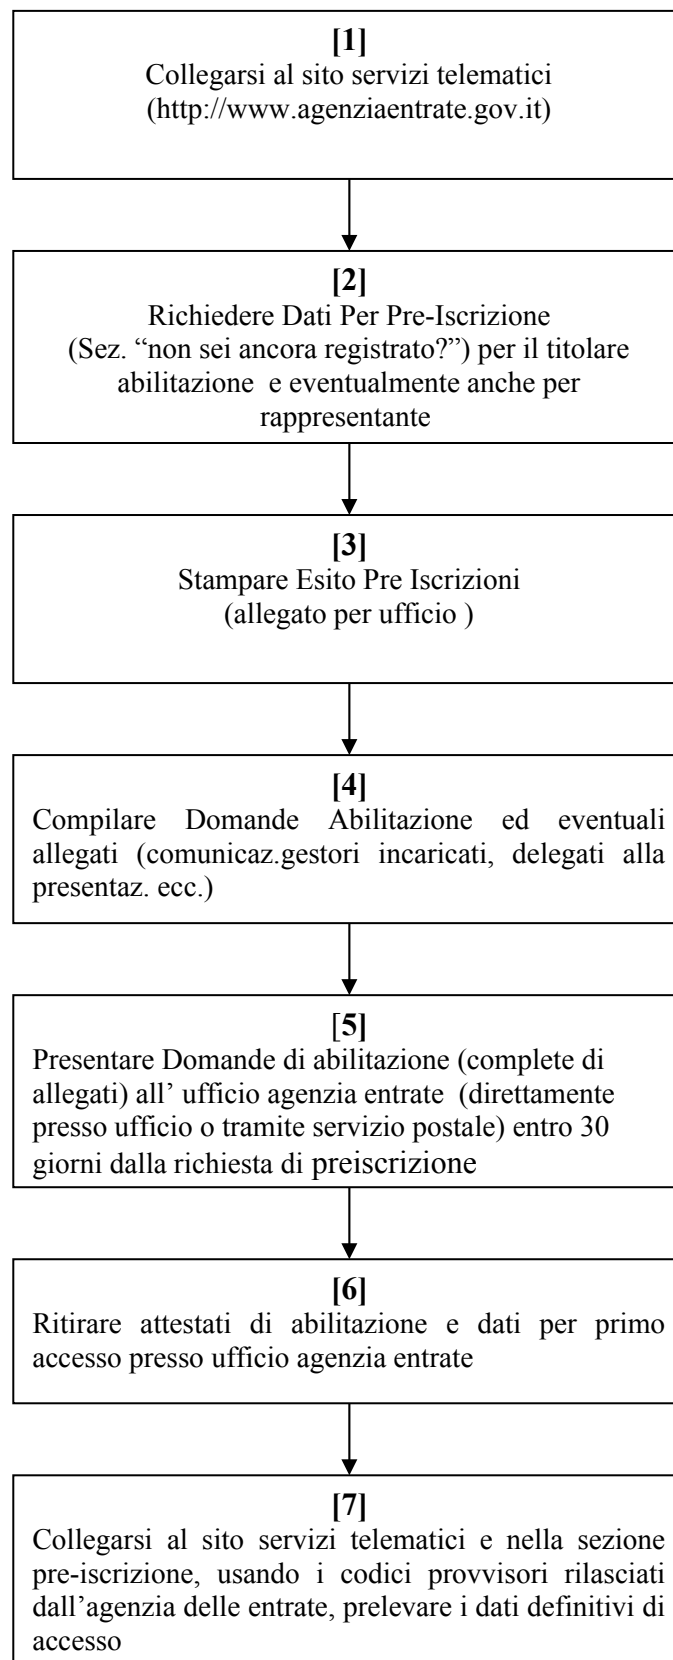 [1]
Collegarsi al sito servizi telematici
(http://www.agenziaentrate.gov.it)
[2]
Richiedere Dati Per Pre-Iscrizione
(Sez. “non sei ancora registrato?”) per il titolare
abilitazione e eventualmente anche per
rappresentante
[3]
Stampare Esito Pre Iscrizioni
(allegato per ufficio )
[4]
Compilare Domande Abilitazione ed eventuali
allegati (comunicaz.gestori incaricati, delegati alla
presentaz. ecc.)
[5]
Presentare Domande di abilitazione (complete di
allegati) all’ ufficio agenzia entrate (direttamente
presso ufficio o tramite servizio postale) entro 30
giorni dalla richiesta di preiscrizione
[6]
Ritirare attestati di abilitazione e dati per primo
accesso presso ufficio agenzia entrate
[7]
Collegarsi al sito servizi telematici e nella sezione
pre-iscrizione, usando i codici provvisori rilasciati
dall’agenzia delle entrate, prelevare i dati definitivi di
accesso